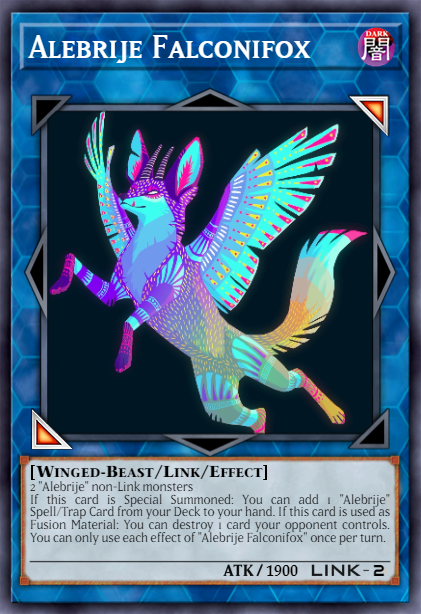 Alebrije Falconifox
DARK
闇
[Winged-Beast/Link/Effect]
2 "Alebrije" non-Link monsters
If this card is Special Summoned: You can add 1 "Alebrije"
Spell/Trap Card from your Deck to your hand. If this card is used as
Fusion Material: You can destroy 1 card your opponent controls.
You can only use each effect of "Alebrije Falconifox" once per turn.
ATK/1900 LINK-2